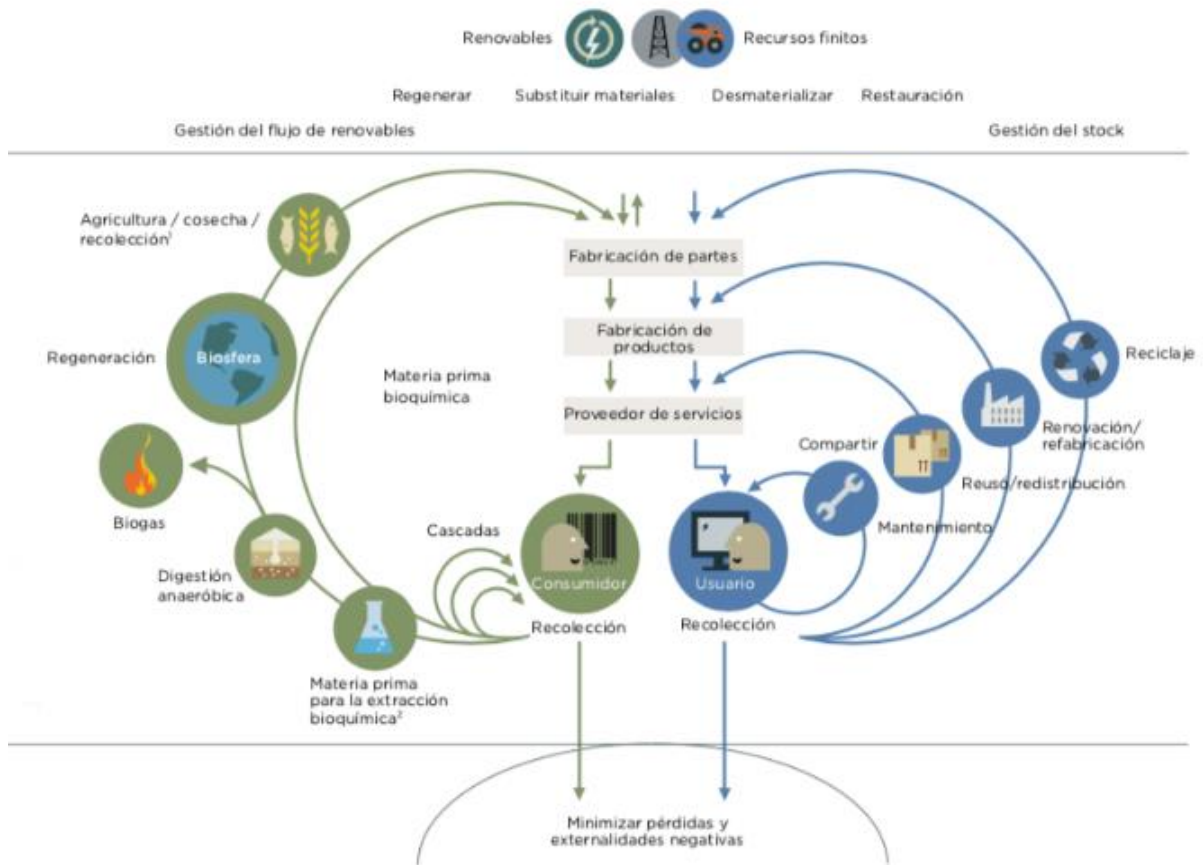 Renovables
Recursos finitos
Regenerar
Substituir materiales
Desmaterializar
Restauración
Gestión del flujo de renovables
Gestión del stock
Agricultura / cosecha /
recolección¹
Fabricación de partes
Biosfera
Regeneración
Fabricación de
productos
Reciclaje
Materia prima
bioquímica
Proveedor de servicios
Renovación/
refabricación
Compartir
Reuso/redistribución
Biogas
Cascadas
Mantenimiento
Digestión
anaeróbica
Consumidor
Usuario
Recolección
Recolección
Materia prima
para la extracción
bioquímica²
Minimizar pérdidas y
externalidades negativas